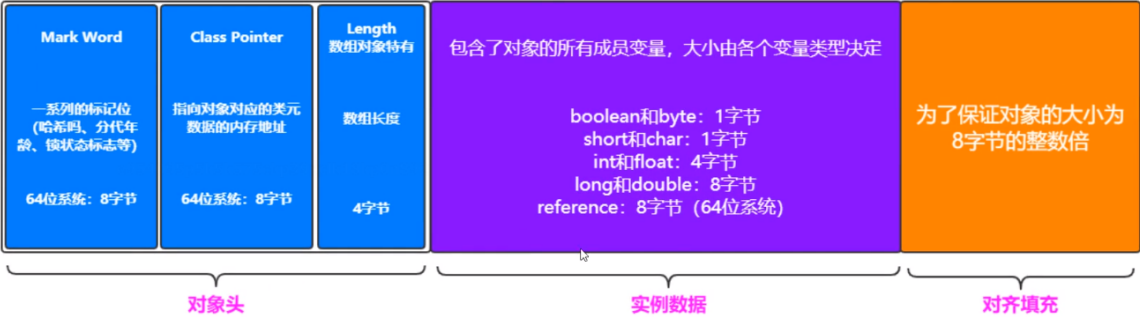 Mark Word
一系列的标记位
（哈希吗、分代年
龄、锁状态标志等）
64位系统：8字节
Class Pointer
指向对象对应的类元
数据的内存地址
64位系统：8字节
Length
数组对象特有
数组长度
4字节
包含了对象的所有成员变量，大小由各个变量类型决定
boolean和byte：1字节
short和char：1字节
int和float：4字节
long和double：8字节
reference：8字节（64位系统）
为了保证对象的大小为
8字节的整数倍
对象头
实例数据
对齐填充